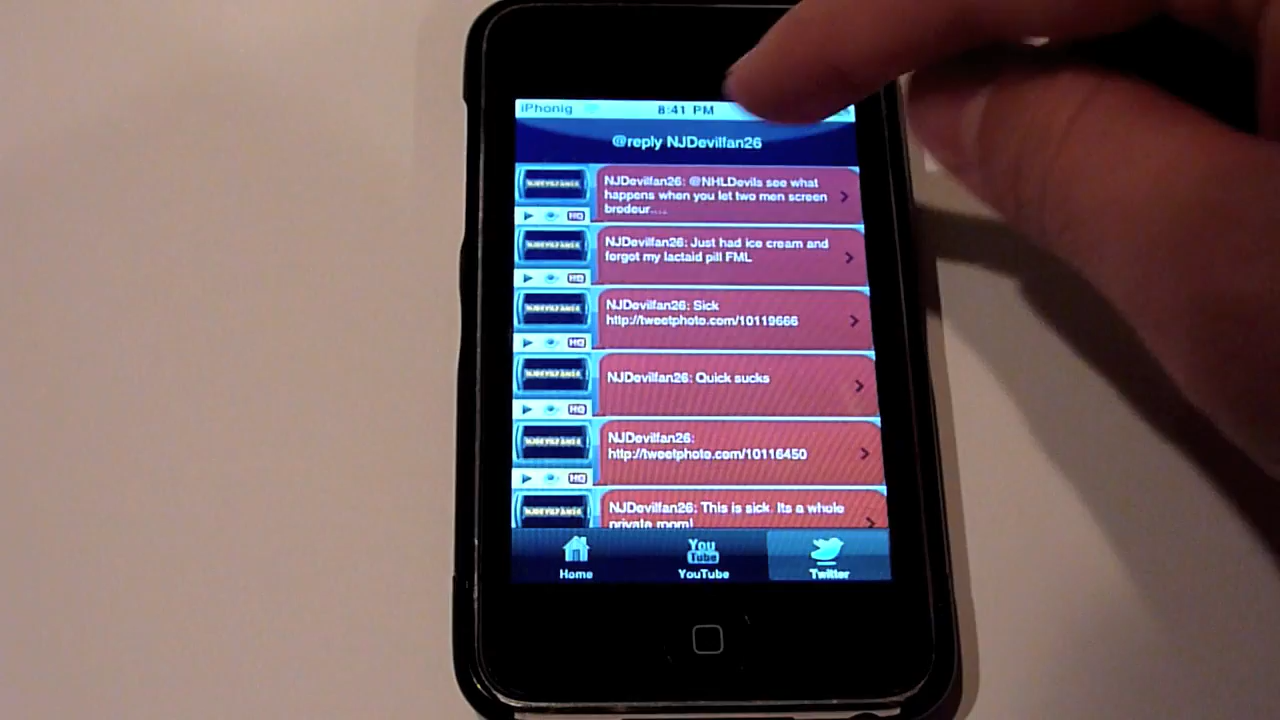 iPhonig 8:41 PM
@reply NJDevilfan26
NJDevilfan26: @NHLDevils see what
happens when you let two men screen
brodeur....
HQ
NJDevilfan26: Just had ice cream and
forgot my lactaid pill FML
HQ
NJDevilfan26: Sick
http://tweetphoto.com/10119666
HQ
NJDevilfan26: Quick sucks
HQ
NJDevilfan26:
http://tweetphoto.com/10116450
HQ
NJDevilfan26: This is sick. Its a whole
private room!
You
Tube
Home YouTube Twitter